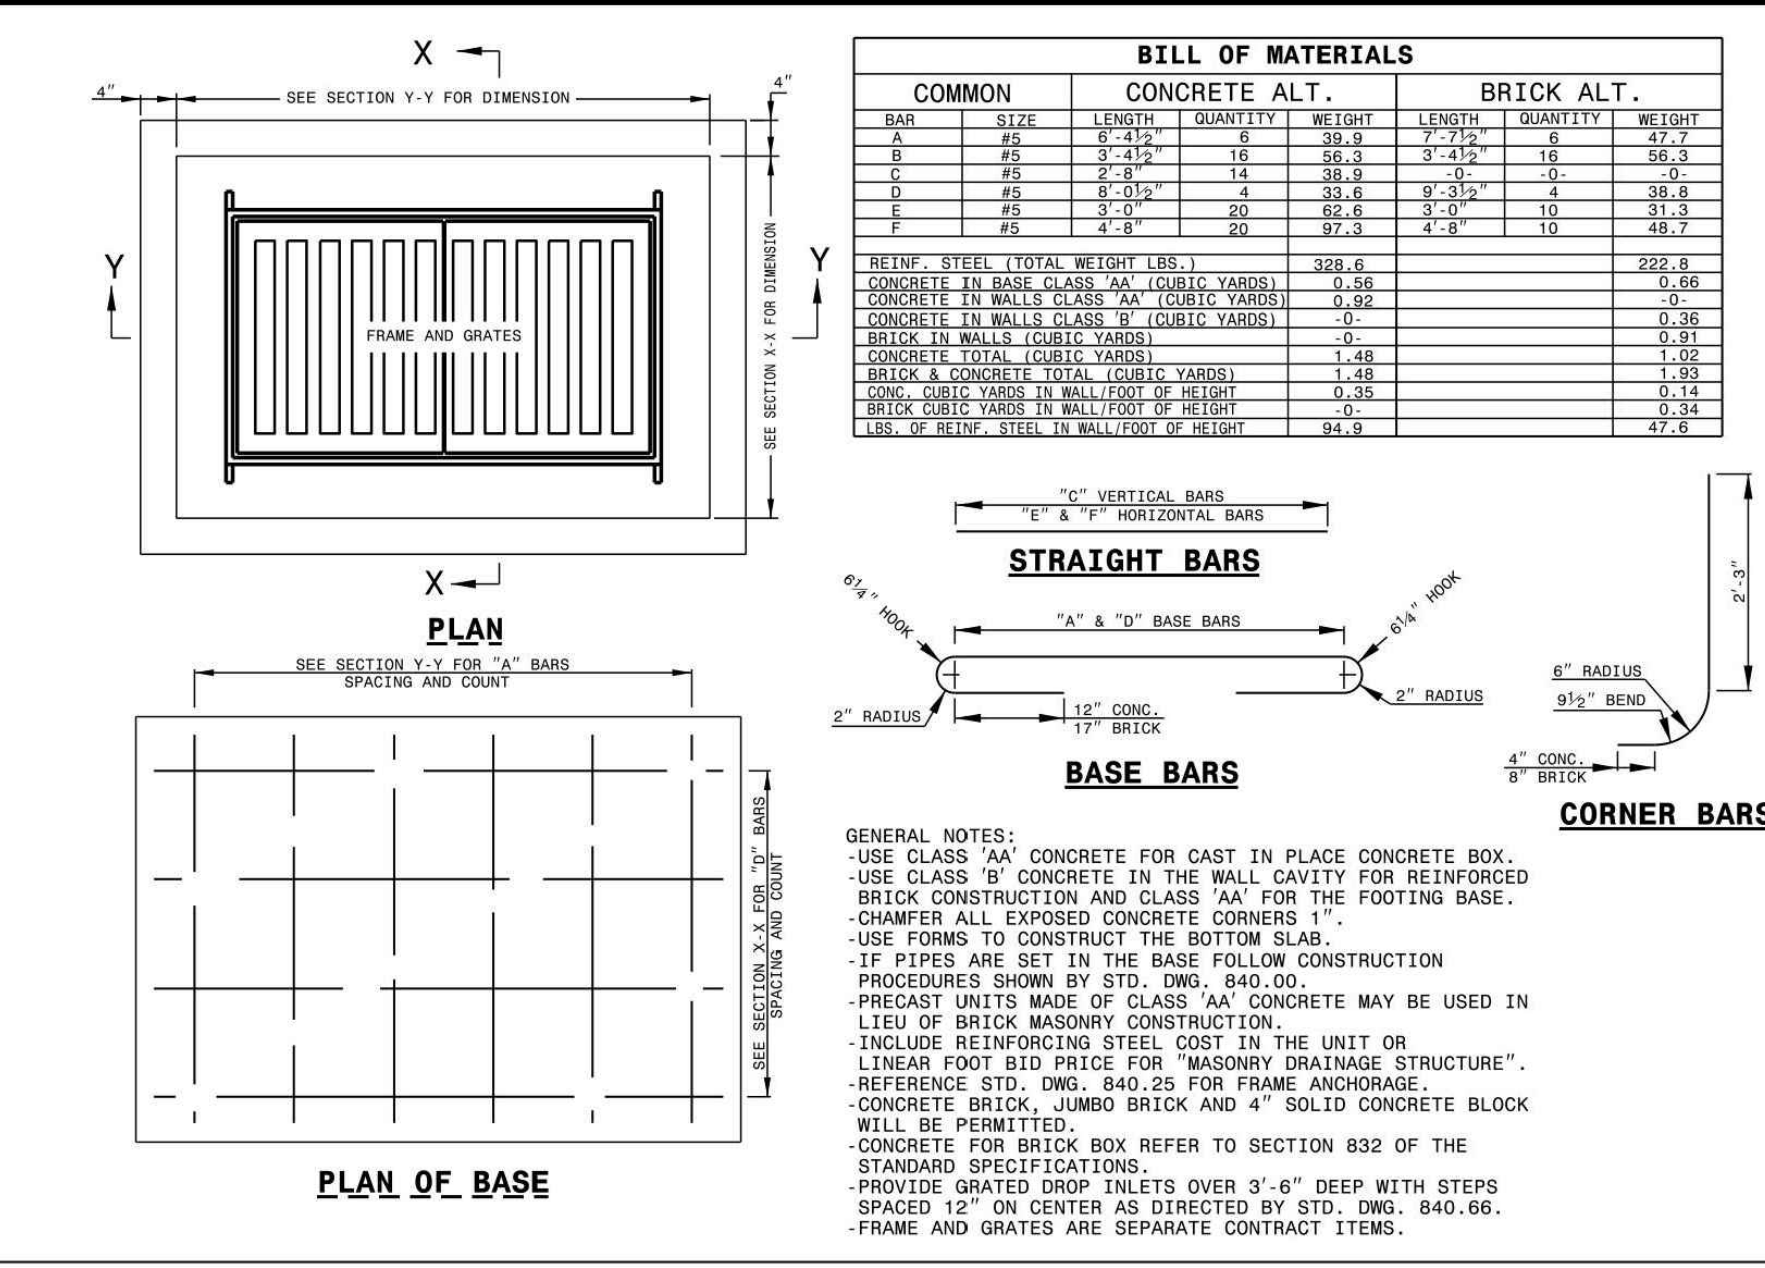 X
4"
SEE SECTION Y-Y FOR DIMENSION
4"
SEE SECTION X-X FOR DIMENSION
Y
Y
FRAME AND GRATES
X
PLAN
SEE SECTION Y-Y FOR "A" BARS
SPACING AND COUNT
SEE SECTION X-X FOR "D" BARS
SPACING AND COUNT
PLAN OF BASE
BILL OF MATERIALS
COMMON CONCRETE ALT. BRICK ALT.
BAR SIZE LENGTH QUANTITY WEIGHT LENGTH QUANTITY WEIGHT
A #5 6'-4½" 6 39.9 7'-7½" 6 47.7
B #5 3'-4½" 16 56.3 3'-4½" 16 56.3
C #5 2'-8" 14 38.9 -0- -0- -0-
D #5 8'-0½" 4 33.6 9'-3½" 4 38.8
E #5 3'-0" 20 62.6 3'-0" 10 31.3
F #5 4'-8" 20 97.3 4'-8" 10 48.7
REINF. STEEL (TOTAL WEIGHT LBS.) 328.6 222.8
CONCRETE IN BASE CLASS 'AA' (CUBIC YARDS) 0.56 0.66
CONCRETE IN WALLS CLASS 'AA' (CUBIC YARDS) 0.92 -0-
CONCRETE IN WALLS CLASS 'B' (CUBIC YARDS) -0- 0.36
BRICK IN WALLS (CUBIC YARDS) -0- 0.91
CONCRETE TOTAL (CUBIC YARDS) 1.48 1.02
BRICK & CONCRETE TOTAL (CUBIC YARDS) 1.48 1.93
CONC. CUBIC YARDS IN WALL/FOOT OF HEIGHT 0.35 0.14
BRICK CUBIC YARDS IN WALL/FOOT OF HEIGHT -0- 0.34
LBS. OF REINF. STEEL IN WALL/FOOT OF HEIGHT 94.9 47.6
"C" VERTICAL BARS
"E" & "F" HORIZONTAL BARS
STRAIGHT BARS
6¼" HOOK
"A" & "D" BASE BARS
6¼" HOOK
2" RADIUS
12" CONC.
17" BRICK
2" RADIUS
BASE BARS
2'-3"
6" RADIUS
9½" BEND
4" CONC.
8" BRICK
CORNER BARS
GENERAL NOTES:
-USE CLASS 'AA' CONCRETE FOR CAST IN PLACE CONCRETE BOX.
-USE CLASS 'B' CONCRETE IN THE WALL CAVITY FOR REINFORCED
BRICK CONSTRUCTION AND CLASS 'AA' FOR THE FOOTING BASE.
-CHAMFER ALL EXPOSED CONCRETE CORNERS 1".
-USE FORMS TO CONSTRUCT THE BOTTOM SLAB.
-IF PIPES ARE SET IN THE BASE FOLLOW CONSTRUCTION
PROCEDURES SHOWN BY STD. DWG. 840.00.
-PRECAST UNITS MADE OF CLASS 'AA' CONCRETE MAY BE USED IN
LIEU OF BRICK MASONRY CONSTRUCTION.
-INCLUDE REINFORCING STEEL COST IN THE UNIT OR
LINEAR FOOT BID PRICE FOR "MASONRY DRAINAGE STRUCTURE".
-REFERENCE STD. DWG. 840.25 FOR FRAME ANCHORAGE.
-CONCRETE BRICK, JUMBO BRICK AND 4" SOLID CONCRETE BLOCK
WILL BE PERMITTED.
-CONCRETE FOR BRICK BOX REFER TO SECTION 832 OF THE
STANDARD SPECIFICATIONS.
-PROVIDE GRATED DROP INLETS OVER 3'-6" DEEP WITH STEPS
SPACED 12" ON CENTER AS DIRECTED BY STD. DWG. 840.66.
-FRAME AND GRATES ARE SEPARATE CONTRACT ITEMS.